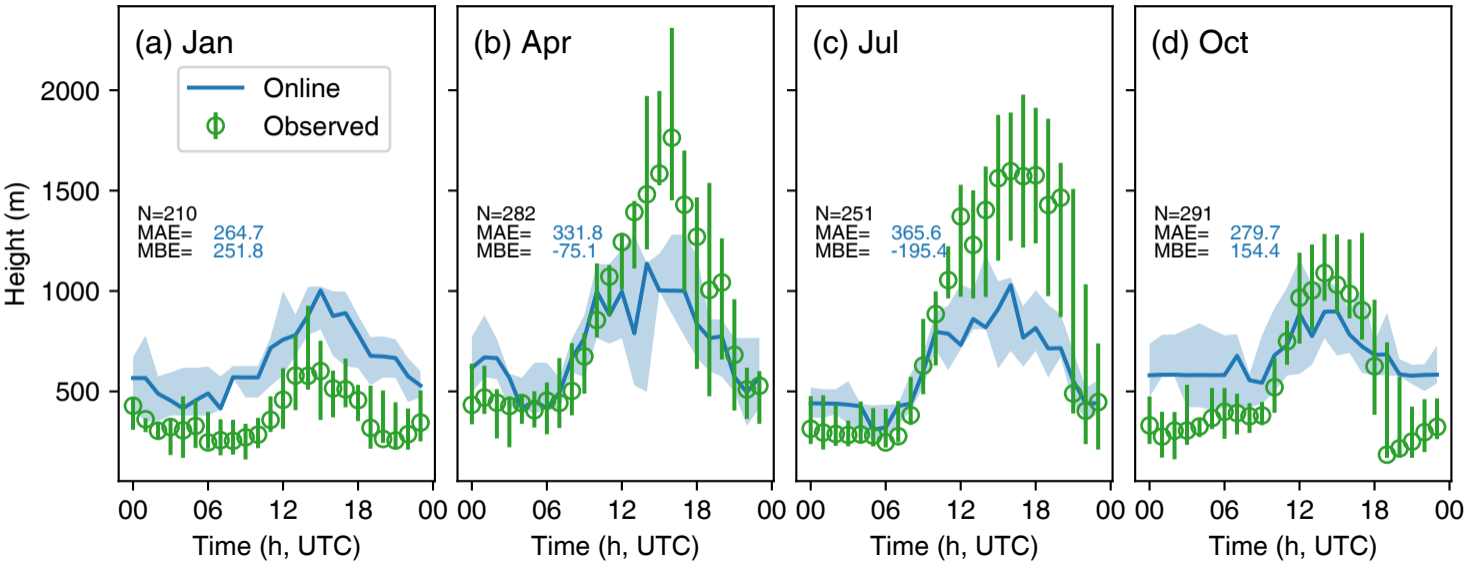 (a) Jan
Online
Observed
N=210
MAE= 264.7
MBE= 251.8
(b) Apr
N=282
MAE= 331.8
MBE= -75.1
(c) Jul
N=251
MAE= 365.6
MBE= -195.4
(d) Oct
N=291
MAE= 279.7
MBE= 154.4
Height (m)
2000
1500
1000
500
00 06 12 18 00
00 06 12 18 00
00 06 12 18 00
00 06 12 18 00
Time (h, UTC)
Time (h, UTC)
Time (h, UTC)
Time (h, UTC)